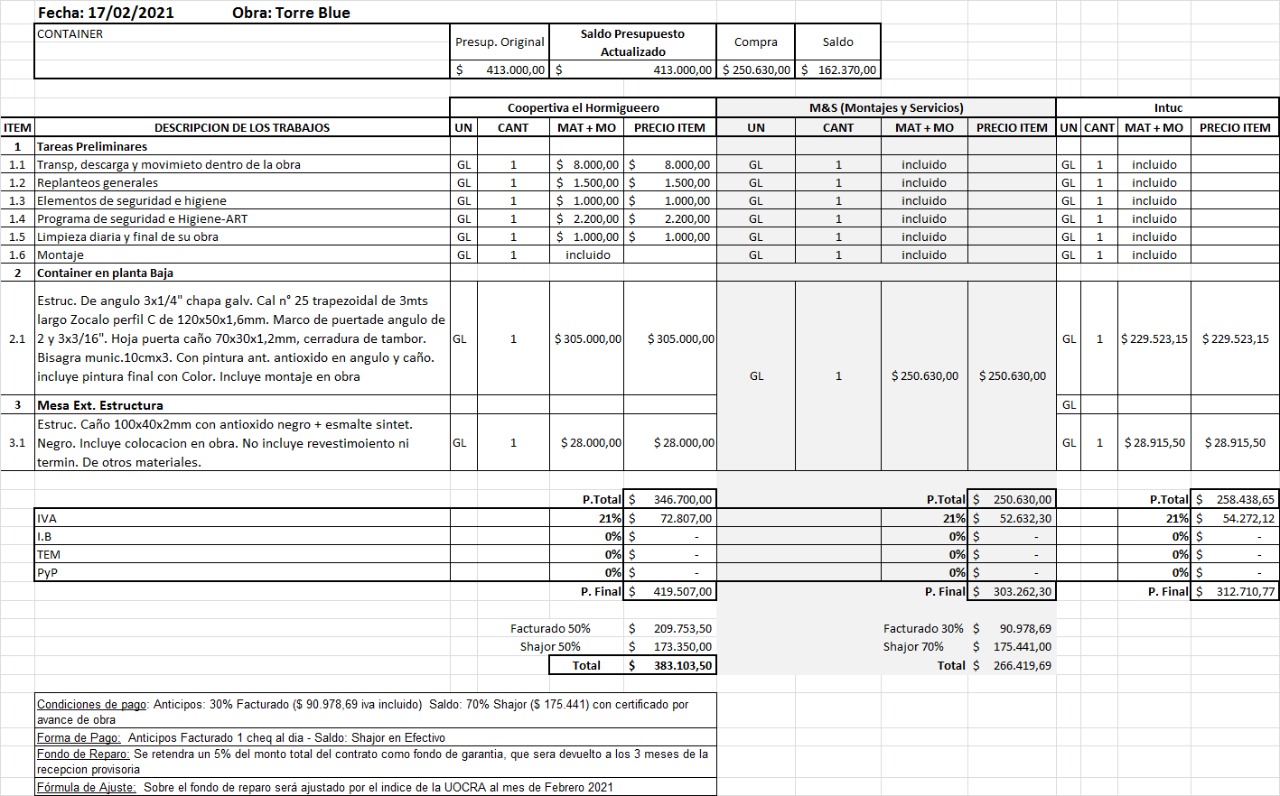 Fecha: 17/02/2021 Obra: Torre Blue
CONTAINER
Presup. Original Saldo Presupuesto Actualizado Compra Saldo
$ 413.000,00 $ 413.000,00 $ 250.630,00 $ 162.370,00
Coopertiva el Hormigueero M&S (Montajes y Servicios) Intuc
ITEM DESCRIPCION DE LOS TRABAJOS UN CANT MAT + MO PRECIO ITEM UN CANT MAT + MO PRECIO ITEM UN CANT MAT + MO PRECIO ITEM
1 Tareas Preliminares
1.1 Transp, descarga y movimieto dentro de la obra GL 1 $ 8.000,00 $ 8.000,00 GL 1 incluido GL 1 incluido
1.2 Replanteos generales GL 1 $ 1.500,00 $ 1.500,00 GL 1 incluido GL 1 incluido
1.3 Elementos de seguridad e higiene GL 1 $ 1.000,00 $ 1.000,00 GL 1 incluido GL 1 incluido
1.4 Programa de seguridad e Higiene-ART GL 1 $ 2.200,00 $ 2.200,00 GL 1 incluido GL 1 incluido
1.5 Limpieza diaria y final de su obra GL 1 $ 1.000,00 $ 1.000,00 GL 1 incluido GL 1 incluido
1.6 Montaje GL 1 incluido GL 1 incluido GL 1 incluido
2 Container en planta Baja
Estruc. De angulo 3x1/4" chapa galv. Cal n° 25 trapezoidal de 3mts
largo Zocalo perfil C de 120x50x1,6mm. Marco de puertade angulo de
2.1 2 y 3x3/16". Hoja puerta caño 70x30x1,2mm, cerradura de tambor. GL 1 $ 305.000,00 $ 305.000,00 GL 1 $ 229.523,15 $ 229.523,15
Bisagra munic.10cmx3. Con pintura ant. antioxido en angulo y caño.
incluye pintura final con Color. Incluye montaje en obra GL 1 $ 250.630,00 $ 250.630,00
3 Mesa Ext. Estructura GL
Estruc. Caño 100x40x2mm con antioxido negro + esmalte sintet.
3.1 Negro. Incluye colocacion en obra. No incluye revestimoiento ni GL 1 $ 28.000,00 $ 28.000,00 GL 1 $ 28.915,50 $ 28.915,50
termin. De otros materiales.
P.Total $ 346.700,00 P.Total $ 250.630,00 P.Total $ 258.438,65
IVA 21% $ 72.807,00 21% $ 52.632,30 21% $ 54.272,12
I.B 0% $ - 0% $ - 0% $ -
TEM 0% $ - 0% $ - 0% $ -
PyP 0% $ - 0% $ - 0% $ -
P. Final $ 419.507,00 P. Final $ 303.262,30 P. Final $ 312.710,77
Facturado 50% $ 209.753,50 Facturado 30% $ 90.978,69
Shajor 50% $ 173.350,00 Shajor 70% $ 175.441,00
Total $ 383.103,50 Total $ 266.419,69
Condiciones de pago: Anticipos: 30% Facturado ($ 90.978,69 iva incluido) Saldo: 70% Shajor ($ 175.441) con certificado por
avance de obra
Forma de Pago: Anticipos Facturado 1 cheq al dia - Saldo: Shajor en Efectivo
Fondo de Reparo: Se retendra un 5% del monto total del contrato como fondo de garantia, que sera devuelto a los 3 meses de la
recepcion provisoria
Fórmula de Ajuste: Sobre el fondo de reparo será ajustado por el indice de la UOCRA al mes de Febrero 2021